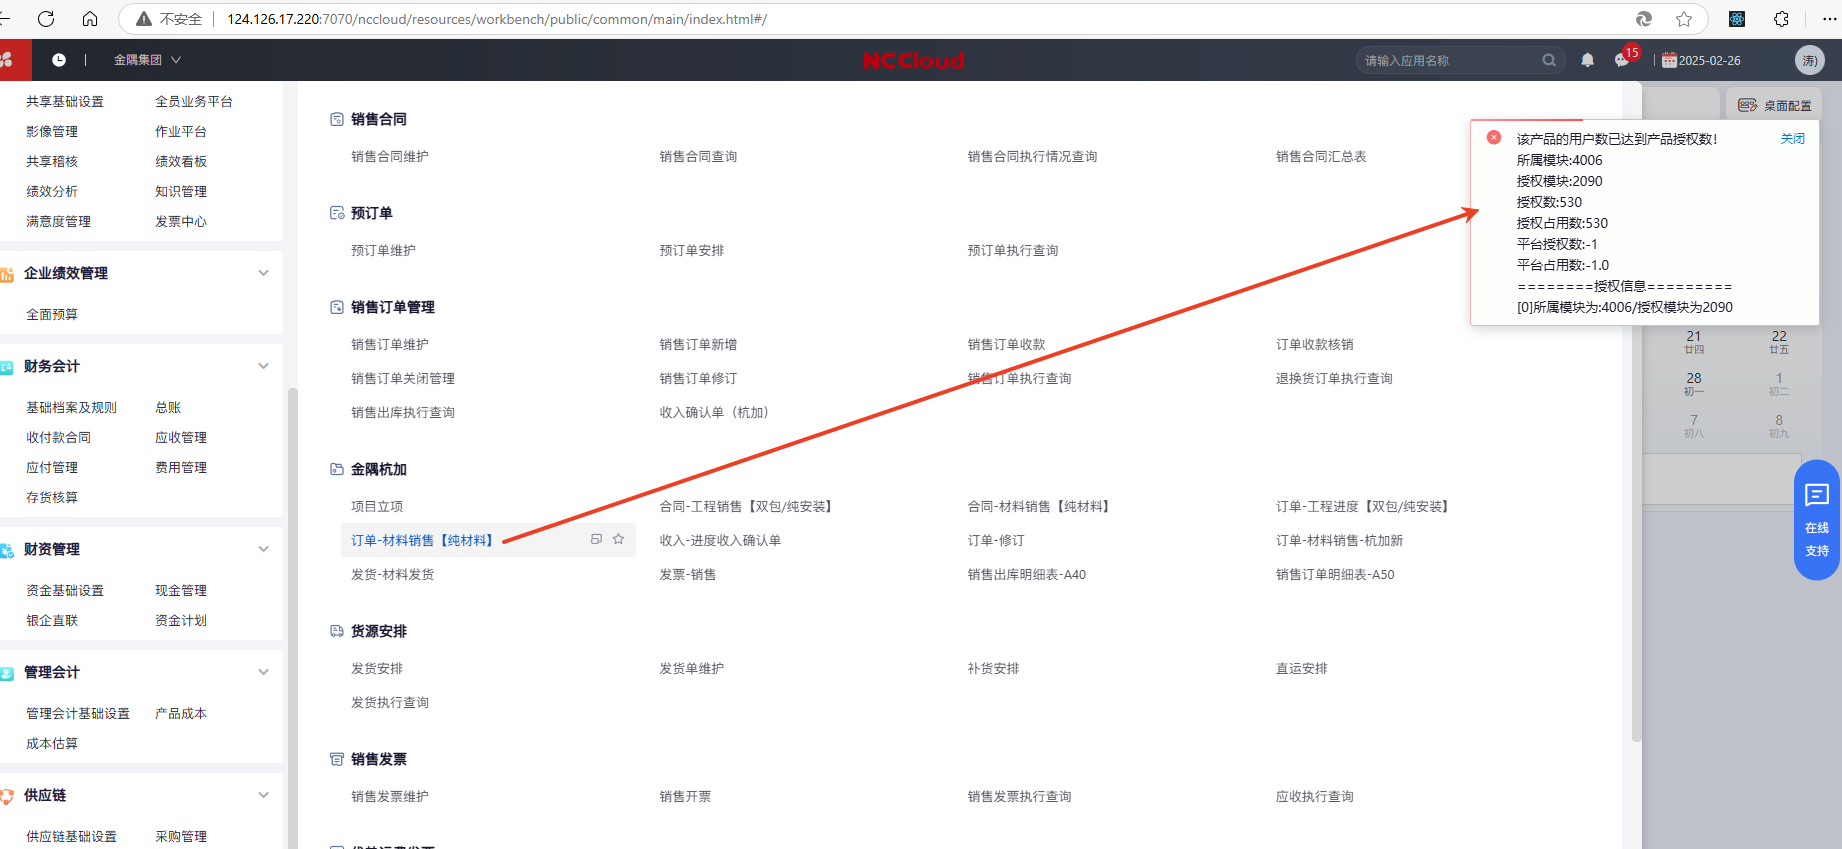 不安全 124.126.17.220:7070/nccloud/resources/workbench/public/common/main/index.html#/
金隅集团
NCCloud
请输入应用名称
15
2025-02-26
涛)
共享基础设置 全员业务平台
影像管理 作业平台
共享稽核 绩效看板
绩效分析 知识管理
满意度管理 发票中心
企业绩效管理
全面预算
财务会计
基础档案及规则 总账
收付款合同 应收管理
应付管理 费用管理
存货核算
财资管理
资金基础设置 现金管理
银企直联 资金计划
管理会计
管理会计基础设置 产品成本
成本估算
供应链
供应链基础设置 采购管理
销售合同
销售合同维护 销售合同查询 销售合同执行情况查询 销售合同汇总表
预订单
预订单维护 预订单安排 预订单执行查询
销售订单管理
销售订单维护 销售订单新增 销售订单收款 订单收款核销
销售订单关闭管理 销售订单修订 销售订单执行查询 退换货订单执行查询
销售出库执行查询 收入确认单（杭加）
金隅杭加
项目立项 合同-工程销售【双包/纯安装】 合同-材料销售【纯材料】 订单-工程进度【双包/纯安装】
订单-材料销售【纯材料】 收入-进度收入确认单 订单-修订 订单-材料销售-杭加新
发货-材料发货 发票-销售 销售出库明细表-A40 销售订单明细表-A50
货源安排
发货安排 发货单维护 补货安排 直运安排
发货执行查询
销售发票
销售发票维护 销售开票 销售发票执行查询 应收执行查询
桌面配置
该产品的用户数已达到产品授权数! 关闭
所属模块:4006
授权模块:2090
授权数:530
授权占用数:530
平台授权数:-1
平台占用数:-1.0
========授权信息=========
[0]所属模块为:4006/授权模块为2090
21 22
廿四 廿五
28 1
初一 初二
7 8
初八 初九
在线
支持